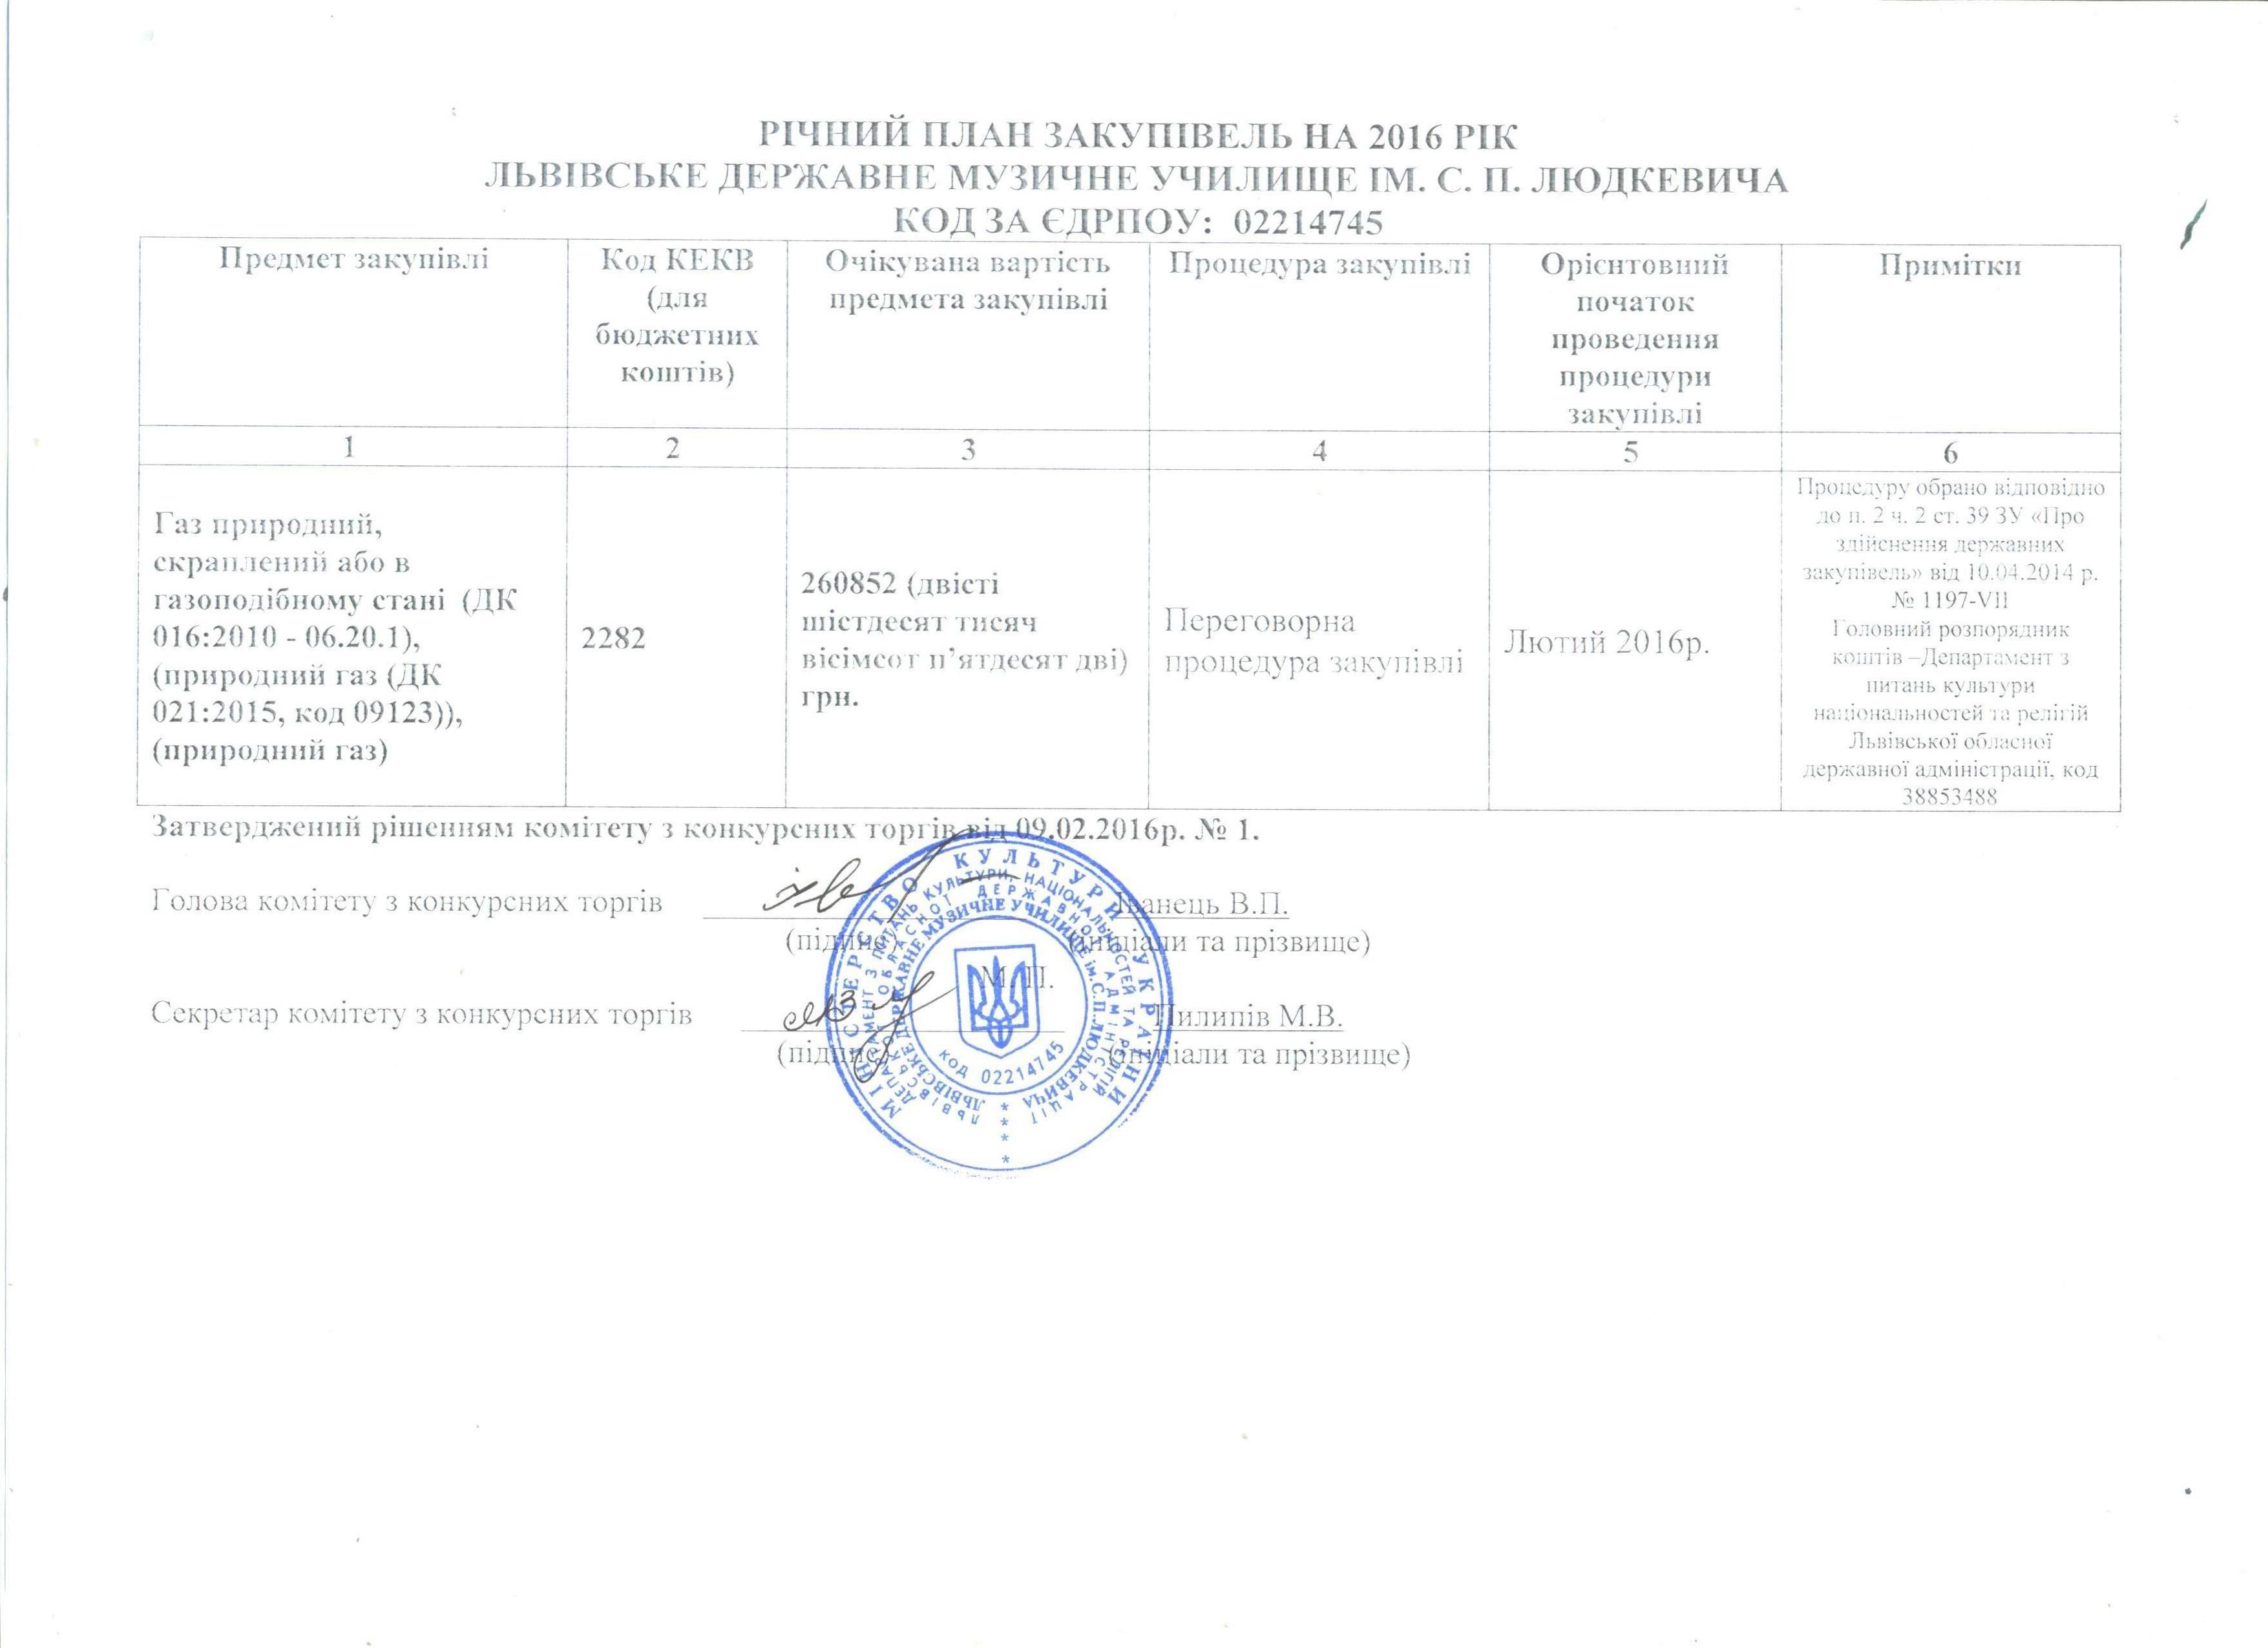 РІЧНИЙ ПЛАН ЗАКУПІВЕЛЬ НА 2016 РІК
ЛЬВІВСЬКЕ ДЕРЖАВНЕ МУЗИЧНЕ УЧИЛИЩЕ ІМ. С. П. ЛЮДКЕВИЧА
КОД ЗА ЄДРПОУ: 02214745
Предмет закупівлі
Код КЕКВ
(для
бюджетних
коштів)
Очікувана вартість
предмета закупівлі
Процедура закупівлі
Орієнтовний
початок
проведення
процедури
закупівлі
Примітки
1
2
3
4
5
6
Газ природний,
скраплений або в
газоподібному стані (ДК
016:2010 - 06.20.1),
(природний газ (ДК
021:2015, код 09123)),
(природний газ)
2282
260852 (двісті
шістдесят тисяч
вісімсот п’ятдесят дві)
грн.
Переговорна
процедура закупівлі
Лютий 2016р.
Процедуру обрано відповідно
до п. 2 ч. 2 ст. 39 ЗУ «Про
здійснення державних
закупівель» від 10.04.2014 р.
№ 1197-VII
Головний розпорядник
коштів –Департамент з
питань культури
національностей та релігій
Львівської обласної
державної адміністрації, код
38853488
Затверджений рішенням комітету з конкурсних торгів від 09.02.2016р. № 1.
Голова комітету з конкурсних торгів Іванець В.П.
(підпис) (ініціали та прізвище)
М. П.
Секретар комітету з конкурсних торгів Пилипів М.В.
(підпис) (ініціали та прізвище)
МІНІСТЕРСТВО КУЛЬТУРИ УКРАЇНИ
ДЕПАРТАМЕНТ З ПИТАНЬ КУЛЬТУРИ, НАЦІОНАЛЬНОСТЕЙ ТА РЕЛІГІЙ
ЛЬВІВСЬКОЇ ОБЛАСНОЇ ДЕРЖАВНОЇ АДМІНІСТРАЦІЇ
ЛЬВІВСЬКЕ ДЕРЖАВНЕ МУЗИЧНЕ УЧИЛИЩЕ ім. С.П. ЛЮДКЕВИЧА
код 02214745